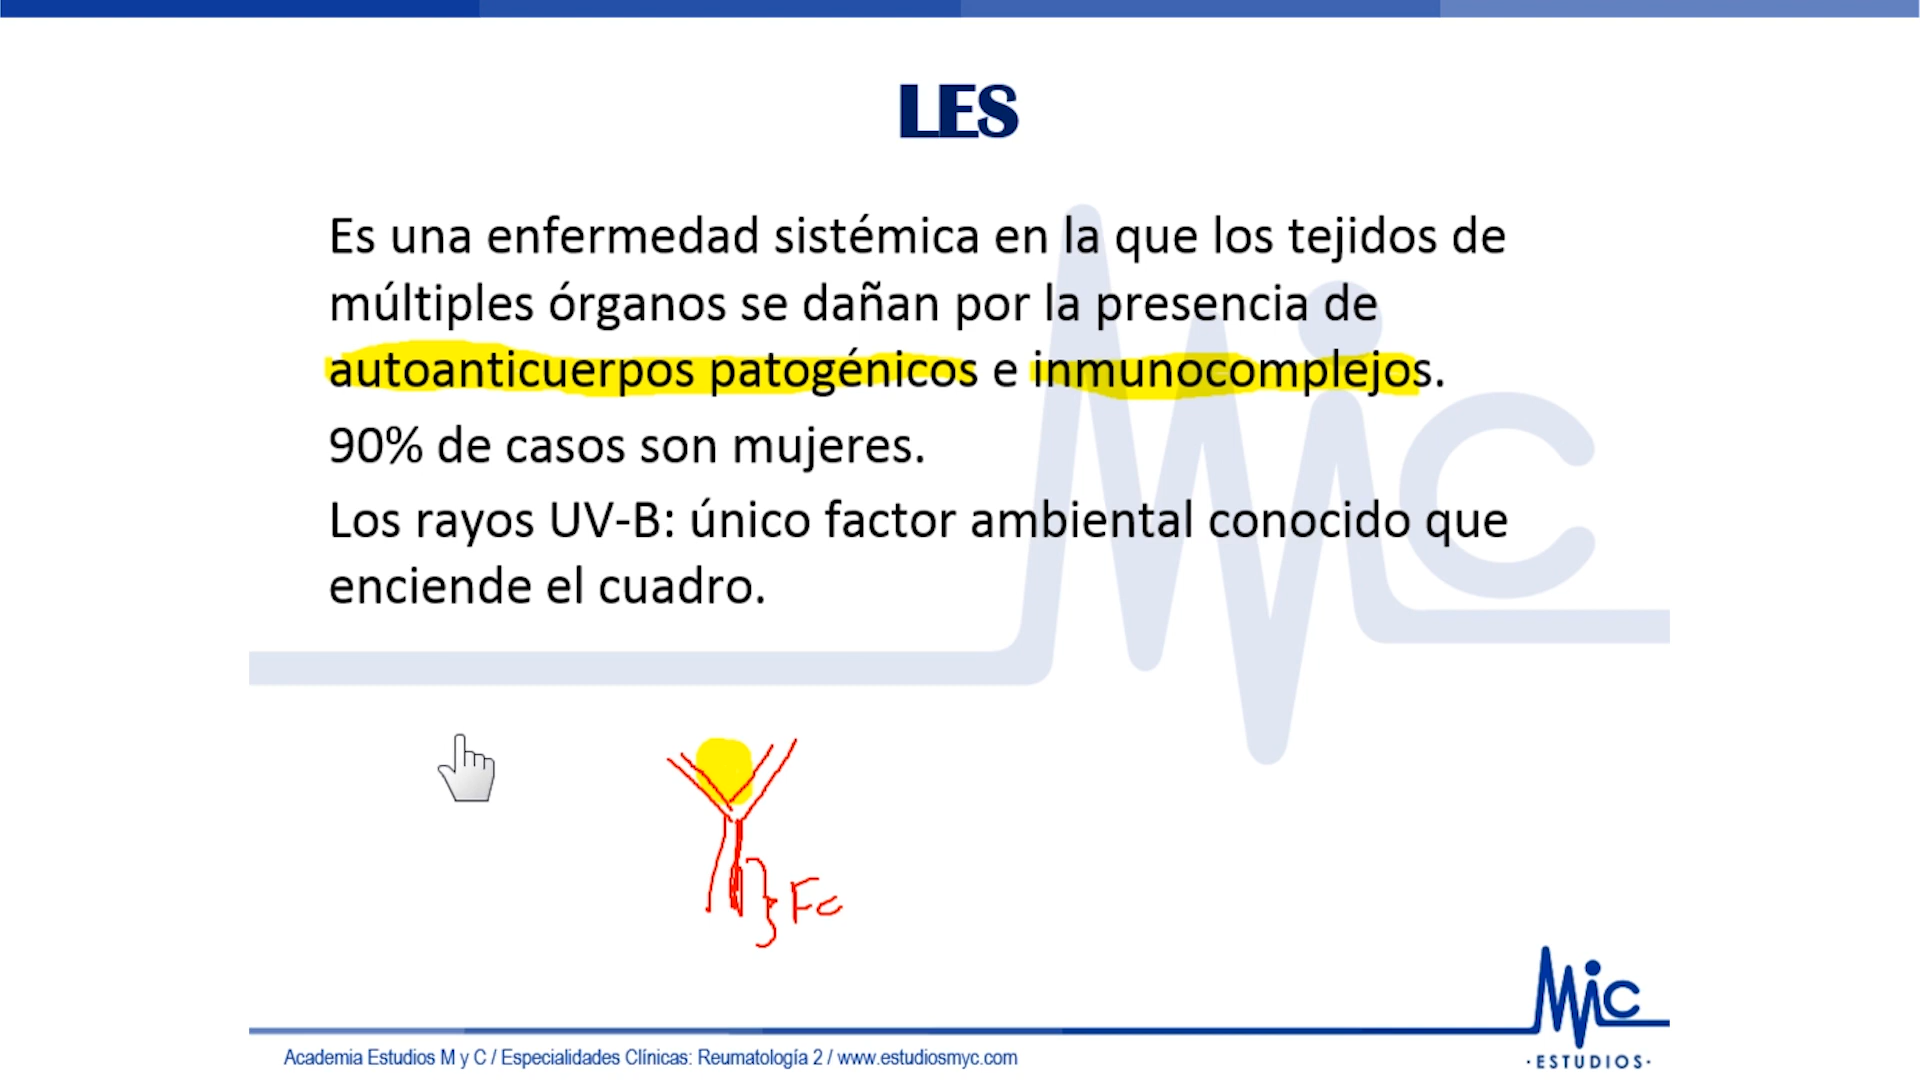 LES
Es una enfermedad sistémica en la que los tejidos de
múltiples órganos se dañan por la presencia de
autoanticuerpos patogénicos e inmunocomplejos.
90% de casos son mujeres.
Los rayos UV-B: único factor ambiental conocido que
enciende el cuadro.
Mic
Fc
Mic
·ESTUDIOS·
Academia Estudios M y C / Especialidades Clínicas: Reumatología 2 / www.estudiosmyc.com